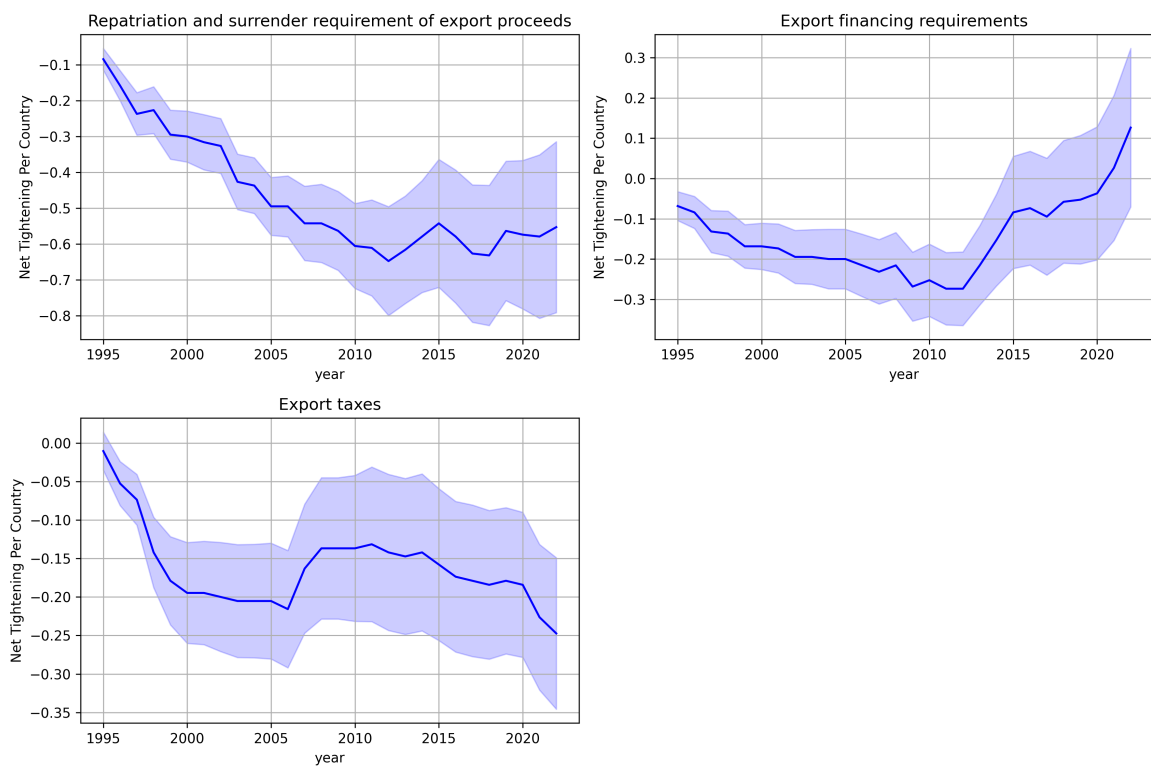 Repatriation and surrender requirement of export proceeds
Net Tightening Per Country
−0.1
−0.2
−0.3
−0.4
−0.5
−0.6
−0.7
−0.8
1995 2000 2005 2010 2015 2020
year
Export financing requirements
Net Tightening Per Country
0.3
0.2
0.1
0.0
−0.1
−0.2
−0.3
1995 2000 2005 2010 2015 2020
year
Export taxes
Net Tightening Per Country
0.00
−0.05
−0.10
−0.15
−0.20
−0.25
−0.30
−0.35
1995 2000 2005 2010 2015 2020
year